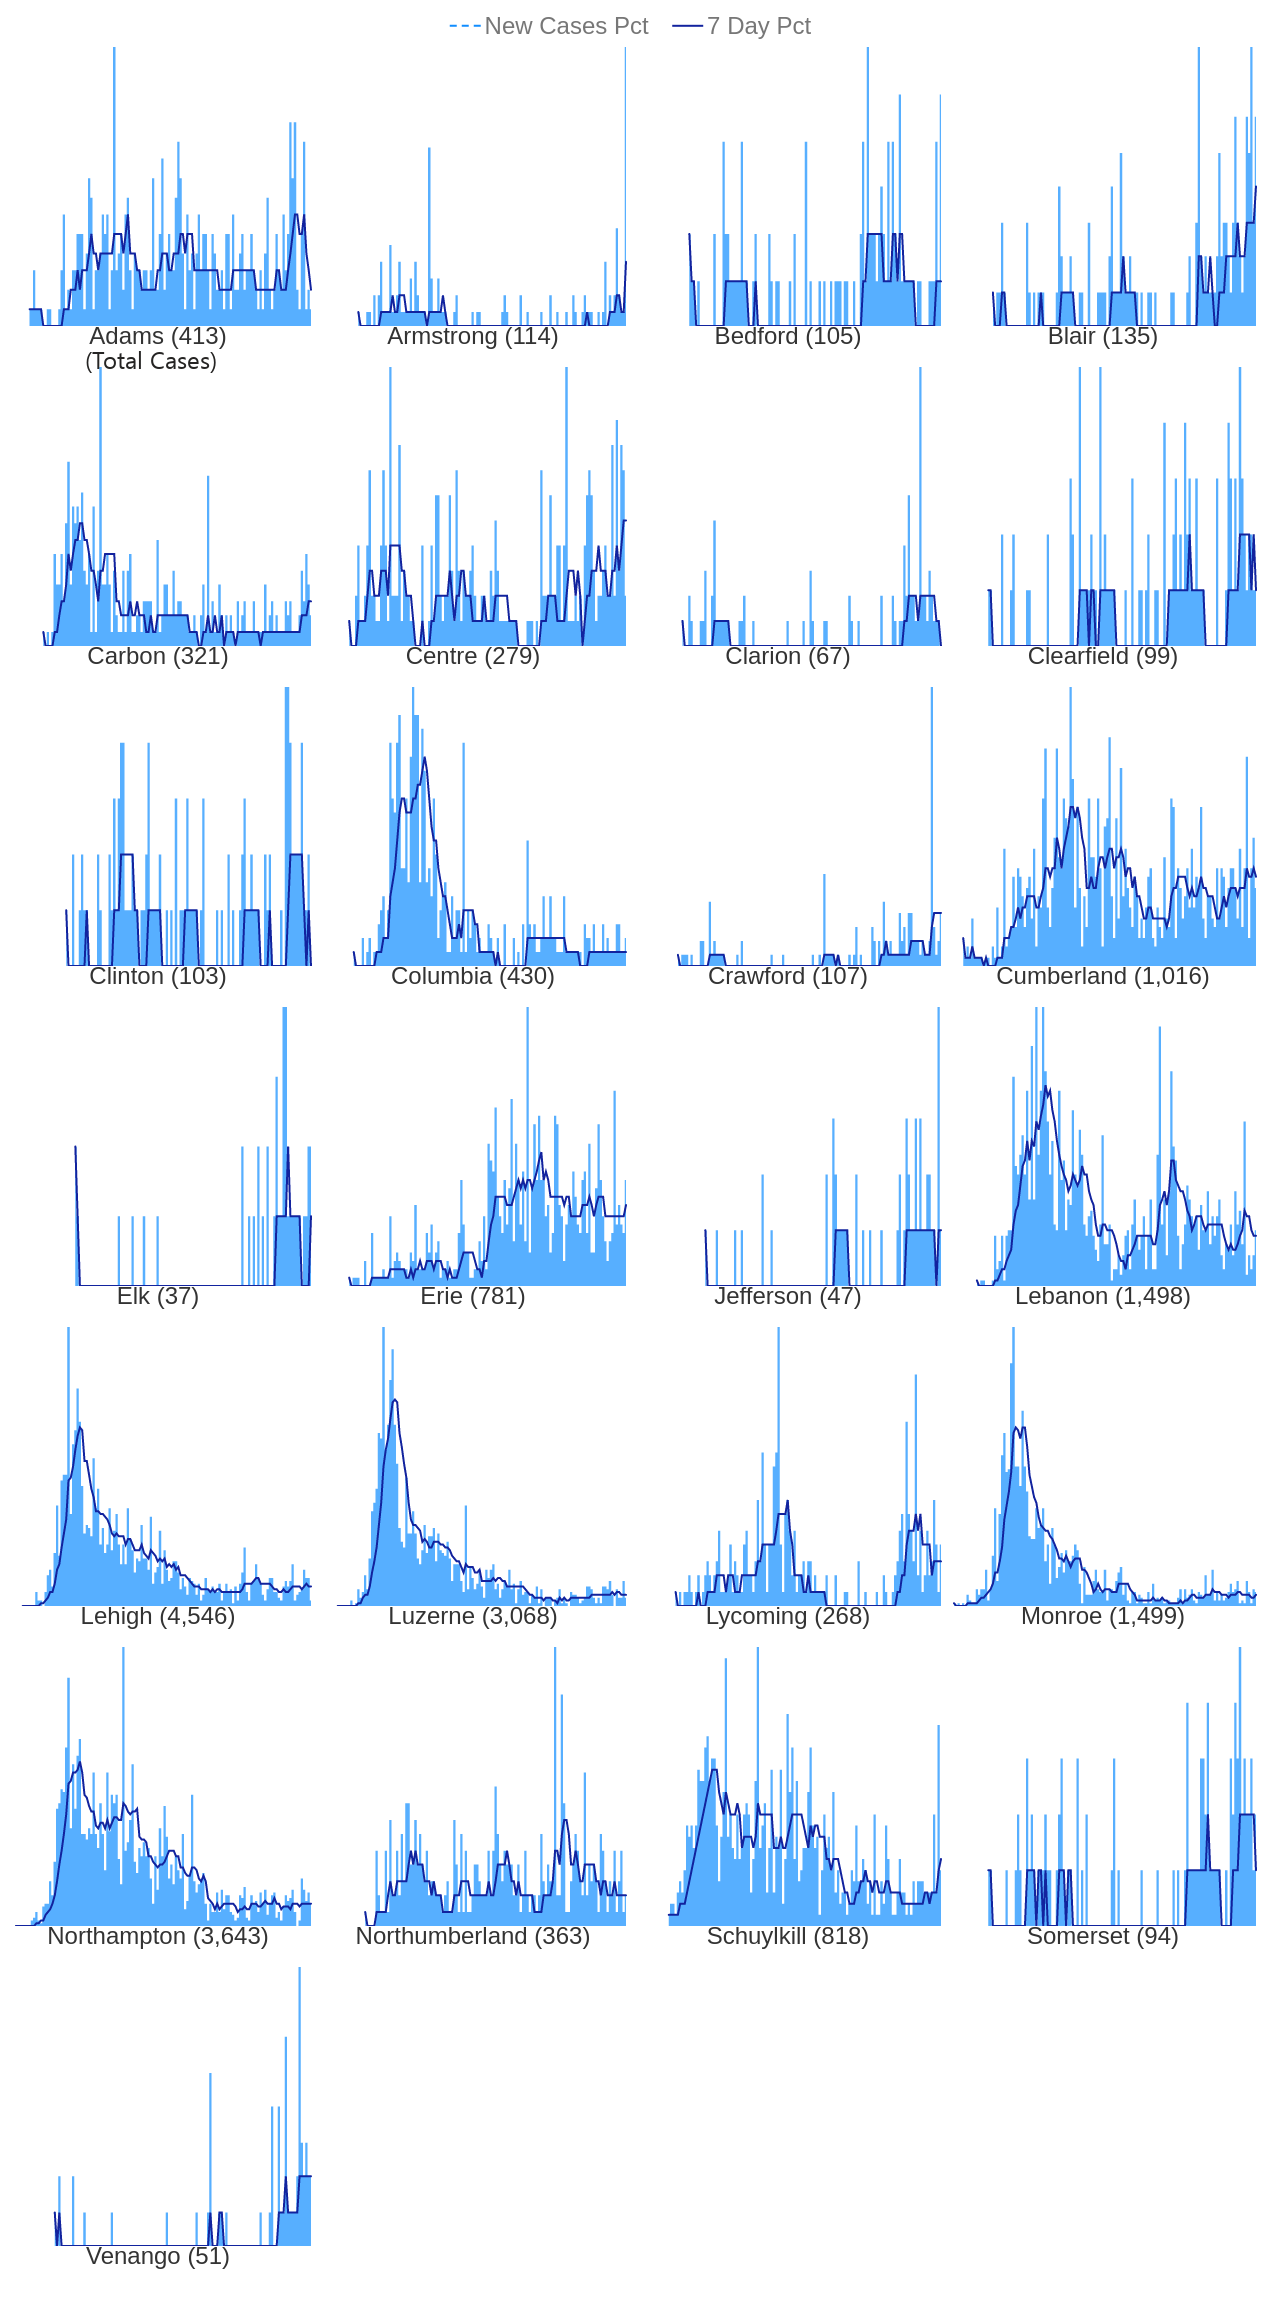 New Cases Pct 7 Day Pct
Adams (413) Armstrong (114) Bedford (105) Blair (135)
(Total Cases)
Carbon (321) Centre (279) Clarion (67) Clearfield (99)
Clinton (103) Columbia (430) Crawford (107) Cumberland (1,016)
Elk (37) Erie (781) Jefferson (47) Lebanon (1,498)
Lehigh (4,546) Luzerne (3,068) Lycoming (268) Monroe (1,499)
Northampton (3,643) Northumberland (363) Schuylkill (818) Somerset (94)
Venango (51)